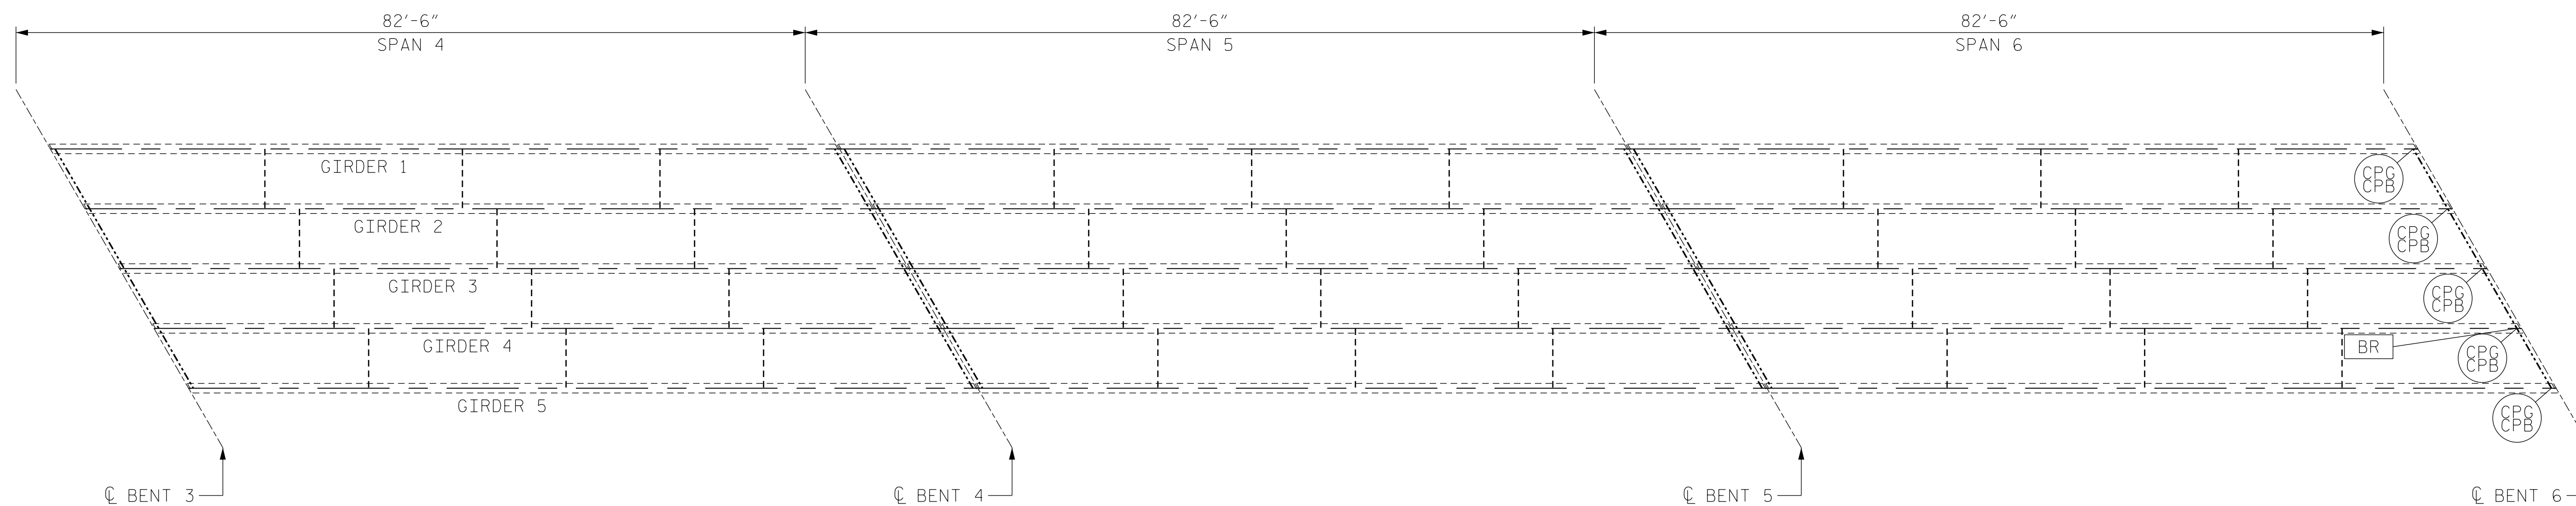 82'-6"
82'-6"
82'-6"
SPAN 4
SPAN 5
SPAN 6
GIRDER 1
CPG
CPB
GIRDER 2
CPG
CPB
GIRDER 3
CPG
CPB
GIRDER 4
BR
CPG
CPB
GIRDER 5
CPG
CPB
℄ BENT 3
℄ BENT 4
℄ BENT 5
℄ BENT 6